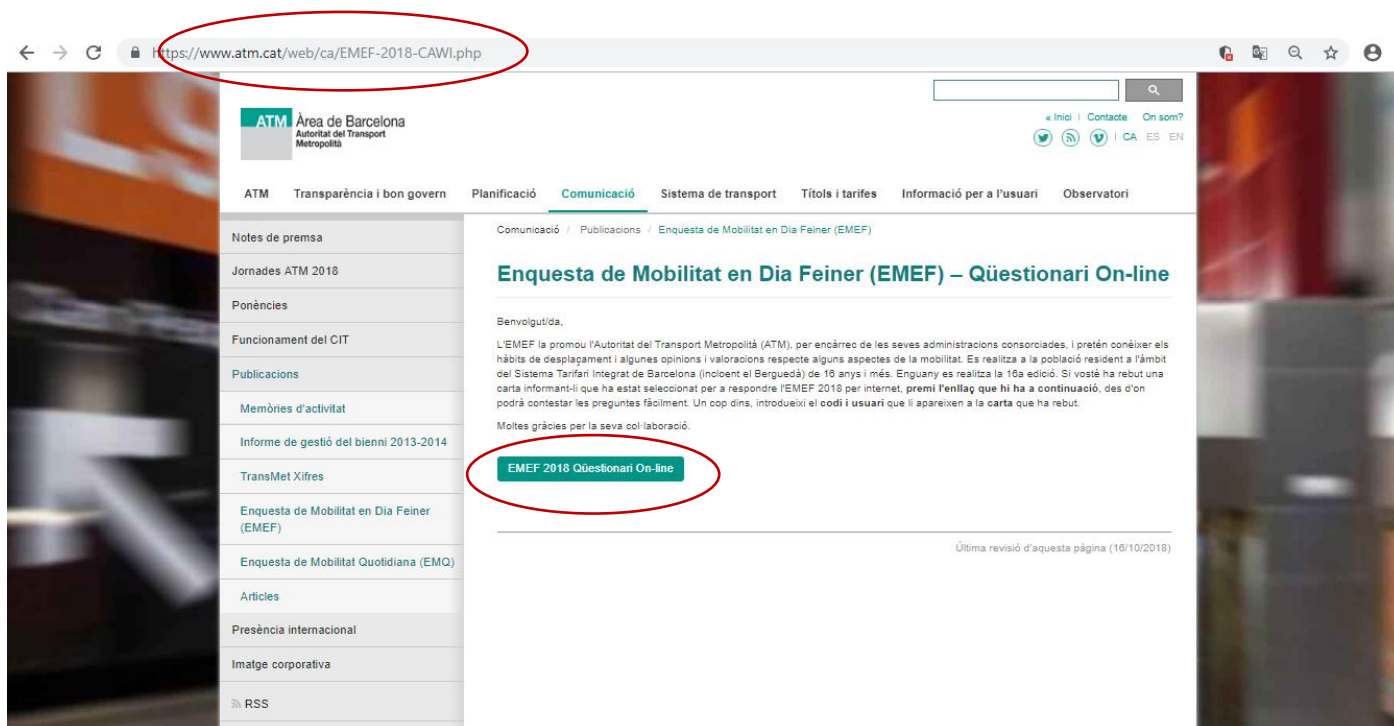 https://www.atm.cat/web/ca/EMEF-2018-CAWI.php
ATM Àrea de Barcelona
Autoritat del Transport
Metropolità
« Inici | Contacte On som?
| CA ES EN
ATM Transparència i bon govern Planificació Comunicació Sistema de transport Títols i tarifes Informació per a l'usuari Observatori
Notes de premsa
Jornades ATM 2018
Ponències
Funcionament del CIT
Publicacions
Memòries d'activitat
Informe de gestió del bienni 2013-2014
TransMet Xifres
Enquesta de Mobilitat en Dia Feiner
(EMEF)
Enquesta de Mobilitat Quotidiana (EMQ)
Articles
Presència internacional
Imatge corporativa
RSS
Comunicació / Publicacions / Enquesta de Mobilitat en Dia Feiner (EMEF)
Enquesta de Mobilitat en Dia Feiner (EMEF) – Qüestionari On-line
Benvolgut/da,
L'EMEF la promou l'Autoritat del Transport Metropolità (ATM), per encàrrec de les seves administracions consorciades, i pretén conèixer els
hàbits de desplaçament i algunes opinions i valoracions respecte alguns aspectes de la mobilitat. Es realitza a la població resident a l'àmbit
del Sistema Tarifari Integrat de Barcelona (incloent el Berguedà) de 16 anys i més. Enguany es realitza la 16a edició. Si vostè ha rebut una
carta informant-li que ha estat seleccionat per a respondre l'EMEF 2018 per internet, premi l'enllaç que hi ha a continuació, des d'on
podrà contestar les preguntes fàcilment. Un cop dins, introdueixi el codi i usuari que li apareixen a la carta que ha rebut.
Moltes gràcies per la seva col·laboració.
EMEF 2018 Qüestionari On-line
Última revisió d'aquesta pàgina (16/10/2018)